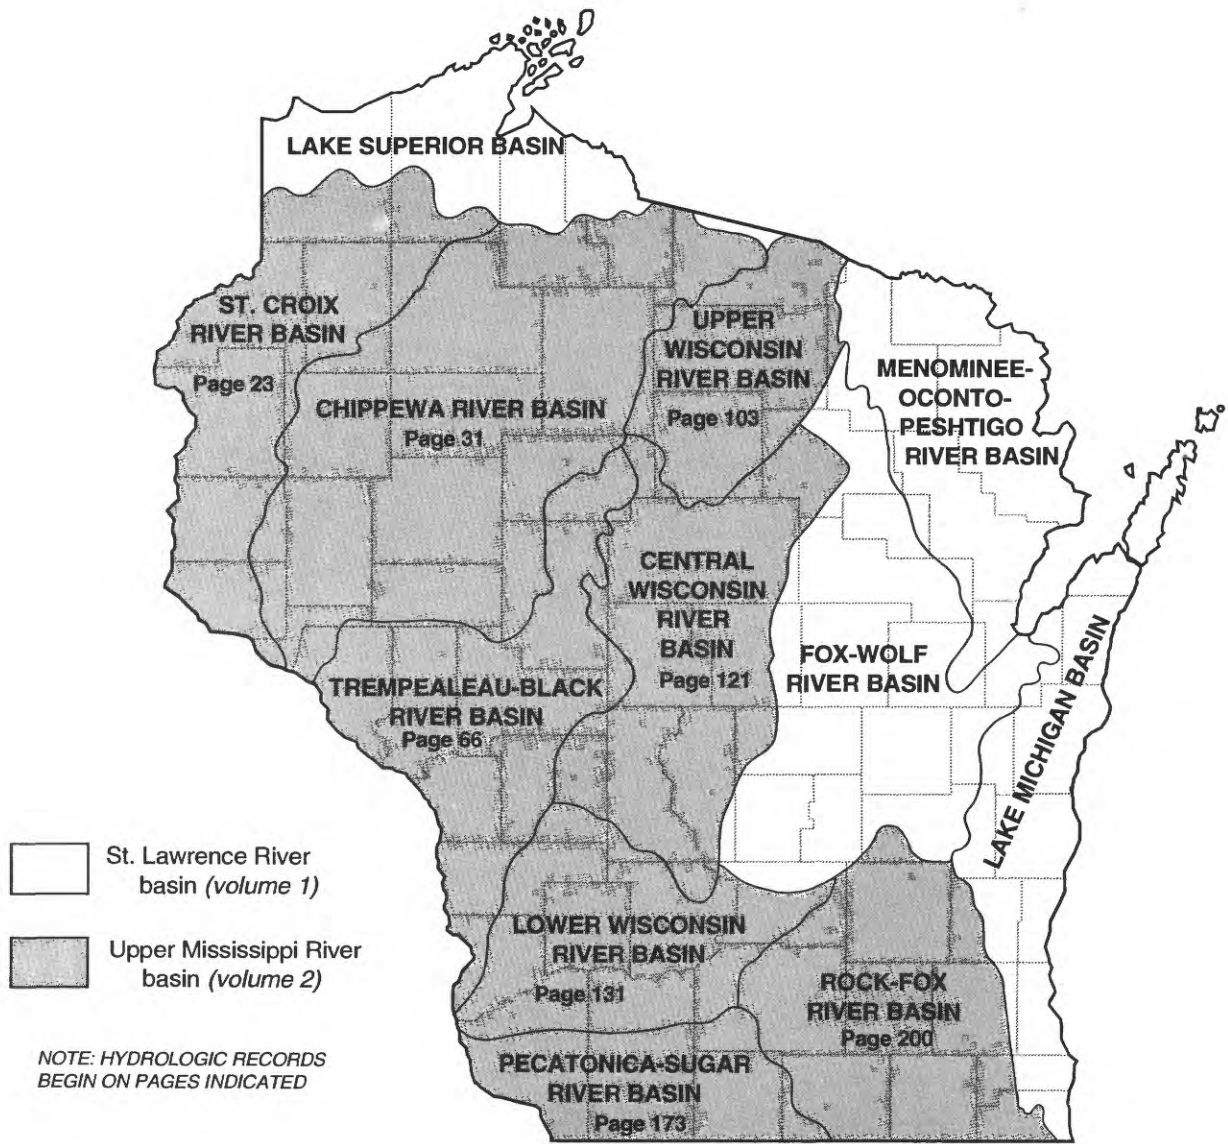 LAKE SUPERIOR BASIN
ST. CROIX
RIVER BASIN
Page 23
CHIPPEWA RIVER BASIN
Page 31
UPPER
WISCONSIN
RIVER BASIN
Page 103
MENOMINEE-
OCONTO-
PESHTIGO
RIVER BASIN
CENTRAL
WISCONSIN
RIVER
BASIN
Page 121
FOX-WOLF
RIVER BASIN
LAKE MICHIGAN BASIN
TREMPEALEAU-BLACK
RIVER BASIN
Page 66
St. Lawrence River
basin (volume 1)
Upper Mississippi River
basin (volume 2)
LOWER WISCONSIN
RIVER BASIN
Page 131
ROCK-FOX
RIVER BASIN
Page 200
PECATONICA-SUGAR
RIVER BASIN
Page 173
NOTE: HYDROLOGIC RECORDS
BEGIN ON PAGES INDICATED